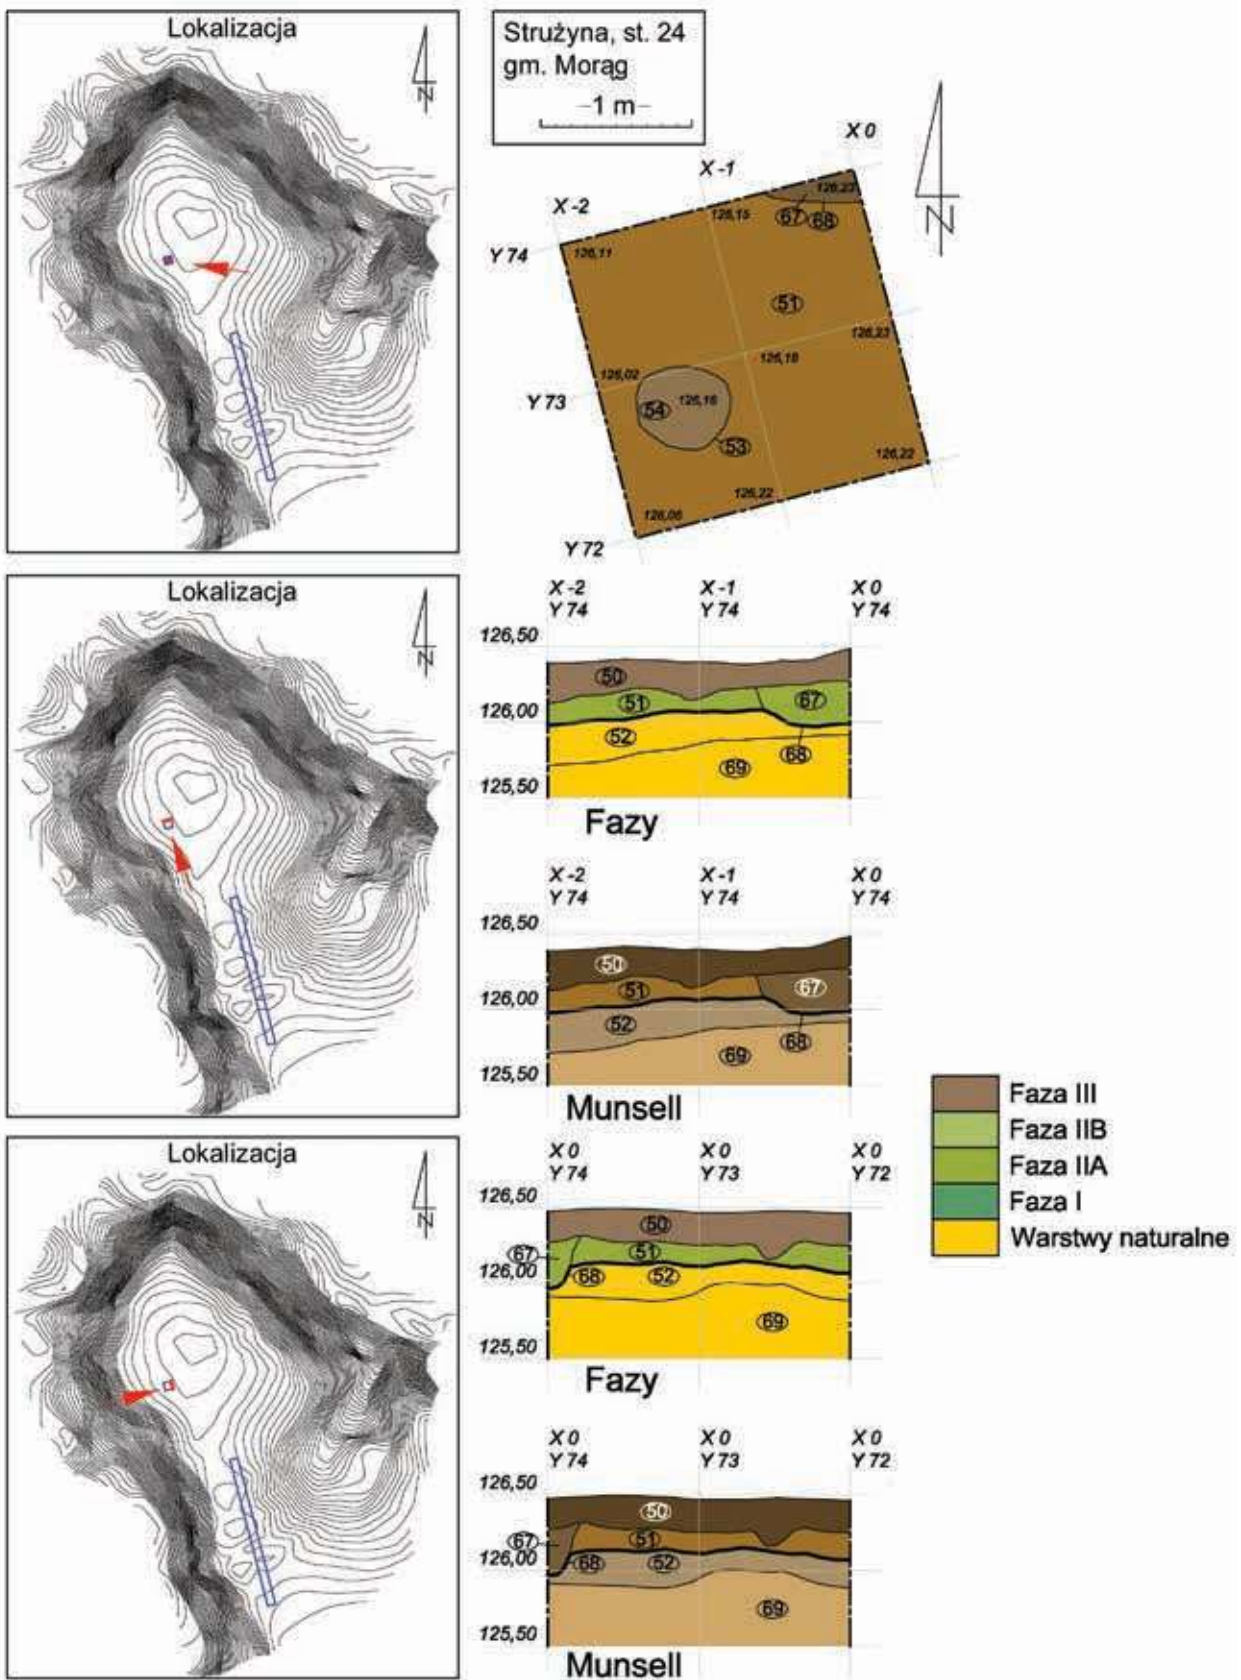 Lokalizacja
N
Strużyna, st. 24
gm. Morąg
1 m
N
X 0
X -1
X -2
Y 74
Y 73
Y 72
126,23
67
68
126,15
126,11
51
126,23
126,18
126,02
54
126,16
53
126,22
126,22
126,06
Lokalizacja
N
X -2 X -1 X 0
Y 74 Y 74 Y 74
126,50
126,00
125,50
50
51
67
52
68
69
Fazy
X -2 X -1 X 0
Y 74 Y 74 Y 74
126,50
126,00
125,50
50
51
67
52
68
69
Munsell
Faza III
Faza IIB
Faza IIA
Faza I
Warstwy naturalne
Lokalizacja
N
X 0 X 0 X 0
Y 74 Y 73 Y 72
126,50
126,00
125,50
50
67
51
68
52
69
Fazy
X 0 X 0 X 0
Y 74 Y 73 Y 72
126,50
126,00
125,50
50
67
51
68
52
69
Munsell